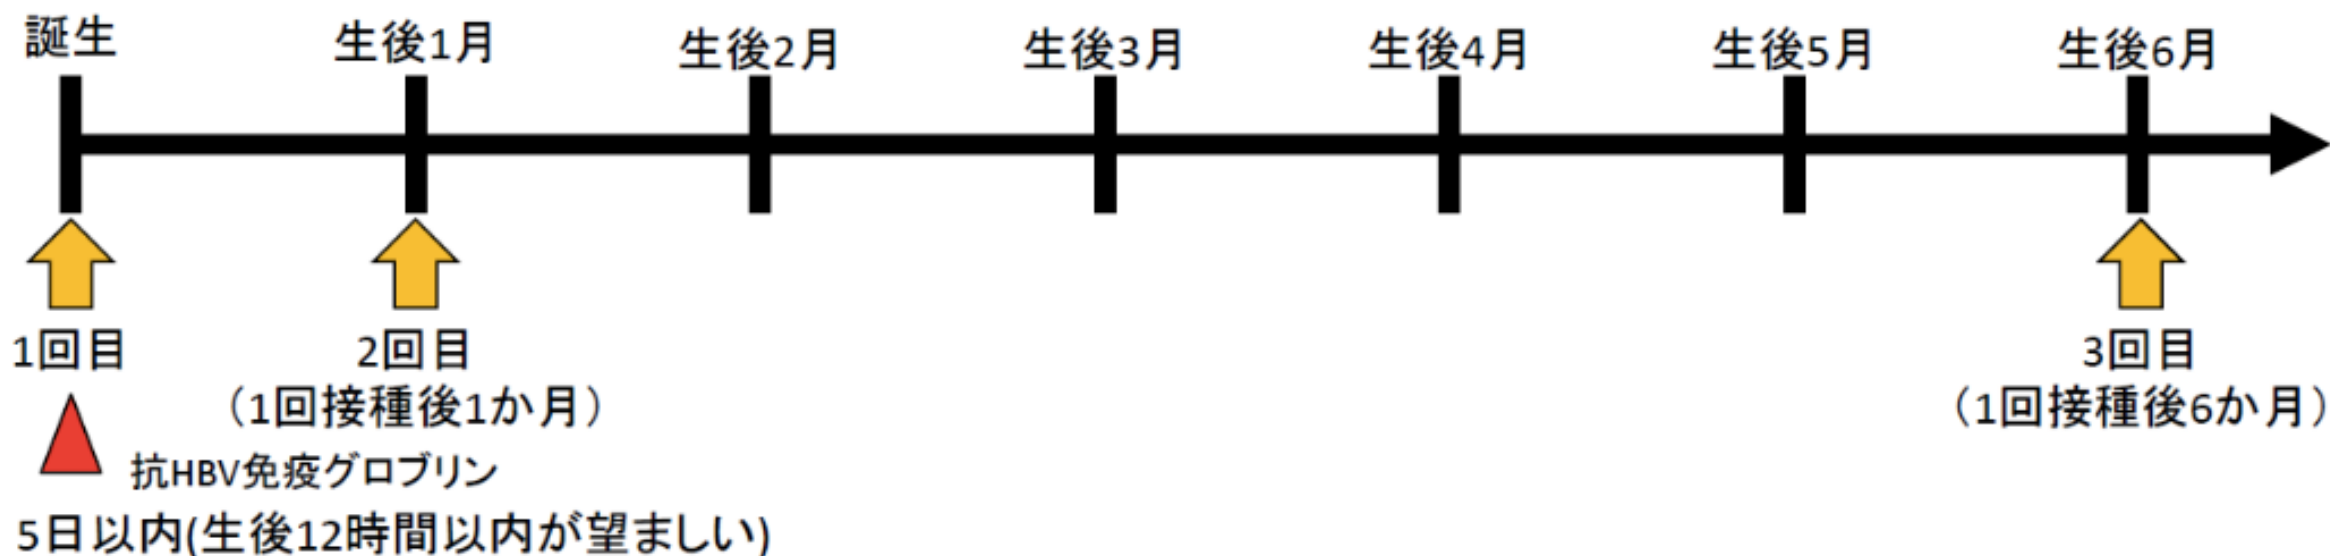 誕生
生後1月
生後2月
生後3月
生後4月
生後5月
生後6月
1回目
2回目
(1回接種後1か月)
3回目
(1回接種後6か月)
抗HBV免疫グロブリン
5日以内(生後12時間以内が望ましい)